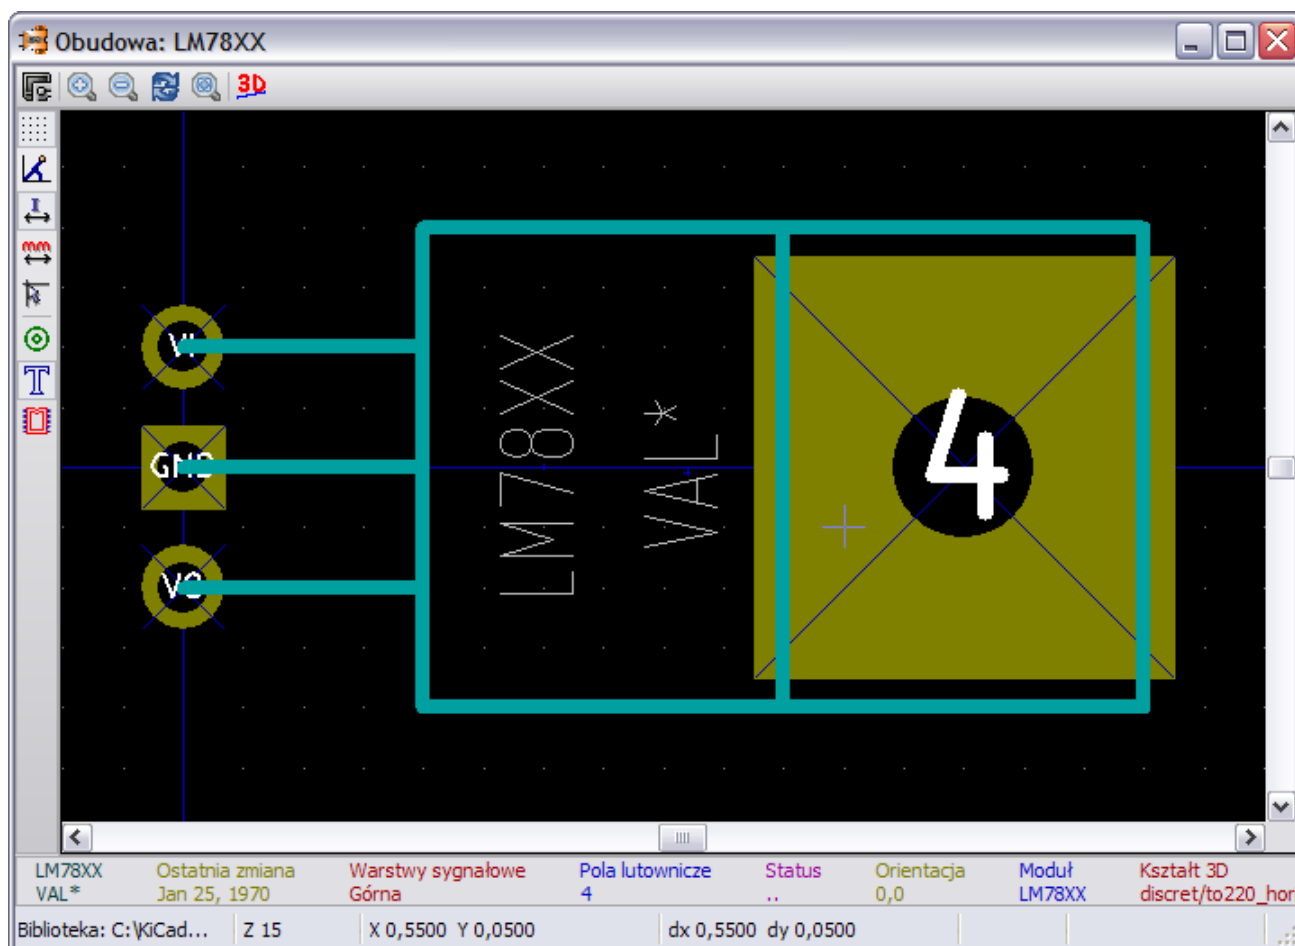 Obudowa: LM78XX
3D
I
mm
T
VI
GND
VO
LM78XX
VAL*
4
LM78XX Ostatnia zmiana Warstwy sygnałowe Pola lutownicze Status Orientacja Moduł Kształt 3D
VAL* Jan 25, 1970 Górna 4 .. 0,0 LM78XX discret/to220_hor
Biblioteka: C:\KiCad... Z 15 X 0,5500 Y 0,0500 dx 0,5500 dy 0,0500